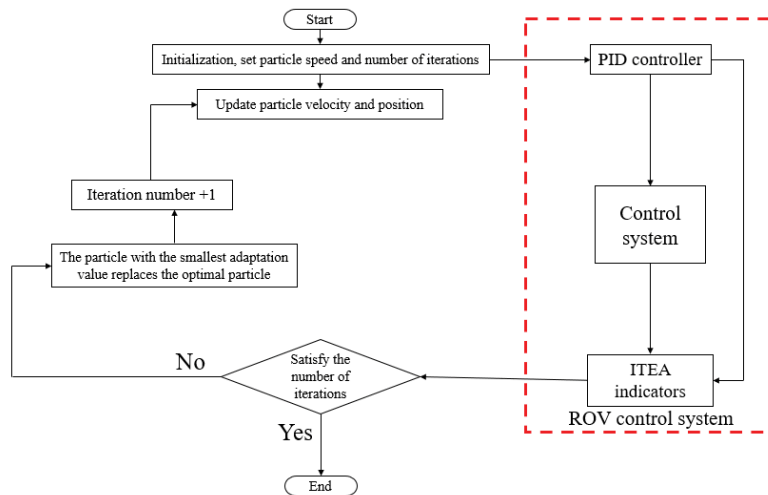 Start
Initialization, set particle speed and number of iterions
PID controller
Update particle velocity and position
Iteration number +1
Control
system
The particle with the smallest adaptation
value replaces the optimal particle
No
Satisfy the
number of
iterations
ITEA
indicators
ROV control system
Yes
End